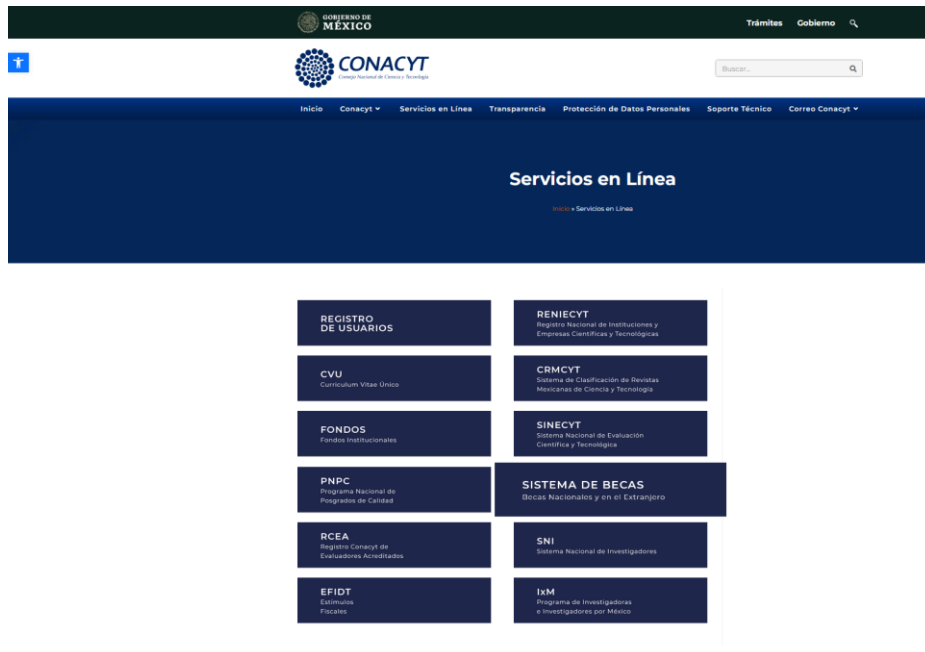 GOBIERNO DE
MÉXICO
Trámites Gobierno
CONACYT
Consejo Nacional de Ciencia y Tecnología
Buscar...
Inicio Conacyt Servicios en Línea Transparencia Protección de Datos Personales Soporte Técnico Correo Conacyt
Servicios en Línea
Inicio » Servicios en Línea
REGISTRO
DE USUARIOS
RENIECYT
Registro Nacional de Instituciones y
Empresas Científicas y Tecnológicas
CVU
Curriculum Vitae Único
CRMCYT
Sistema de Clasificación de Revistas
Mexicanas de Ciencia y Tecnología
FONDOS
Fondos Institucionales
SINECYT
Sistema Nacional de Evaluación
Científica y Tecnológica
PNPC
Programa Nacional de
Posgrados de Calidad
SISTEMA DE BECAS
Becas Nacionales y en el Extranjero
RCEA
Registro Conacyt de
Evaluadores Acreditados
SNI
Sistema Nacional de Investigadores
EFIDT
Estímulos
Fiscales
IxM
Programa de Investigadoras
e Investigadores por México